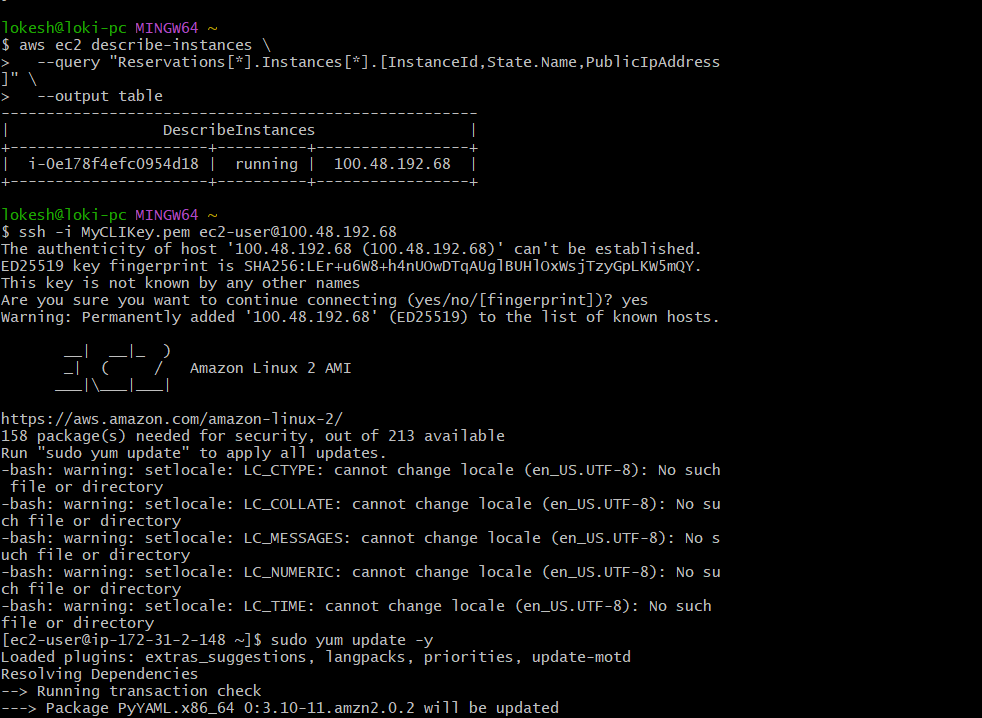 lokesh@loki-pc MINGW64 ~
$ aws ec2 describe-instances \
>   --query "Reservations[*].Instances[*].[InstanceId,State.Name,PublicIpAddress
]" \
>   --output table
-----------------------------------------------------
|                 DescribeInstances                 |
+----------------------+----------+-----------------+
|  i-0e178f4efc0954d18 |  running |  100.48.192.68  |
+----------------------+----------+-----------------+

lokesh@loki-pc MINGW64 ~
$ ssh -i MyCLIKey.pem ec2-user@100.48.192.68
The authenticity of host '100.48.192.68 (100.48.192.68)' can't be established.
ED25519 key fingerprint is SHA256:LEr+u6W8+h4nUOwDTqAUglBUHlOxWsjTzyGpLKW5mQY.
This key is not known by any other names
Are you sure you want to continue connecting (yes/no/[fingerprint])? yes
Warning: Permanently added '100.48.192.68' (ED25519) to the list of known hosts.

       __|  __|_  )
       _|  (     /   Amazon Linux 2 AMI
      ___|\___|___|

https://aws.amazon.com/amazon-linux-2/
158 package(s) needed for security, out of 213 available
Run "sudo yum update" to apply all updates.
-bash: warning: setlocale: LC_CTYPE: cannot change locale (en_US.UTF-8): No such
 file or directory
-bash: warning: setlocale: LC_COLLATE: cannot change locale (en_US.UTF-8): No su
ch file or directory
-bash: warning: setlocale: LC_MESSAGES: cannot change locale (en_US.UTF-8): No s
uch file or directory
-bash: warning: setlocale: LC_NUMERIC: cannot change locale (en_US.UTF-8): No su
ch file or directory
-bash: warning: setlocale: LC_TIME: cannot change locale (en_US.UTF-8): No such
file or directory
[ec2-user@ip-172-31-2-148 ~]$ sudo yum update -y
Loaded plugins: extras_suggestions, langpacks, priorities, update-motd
Resolving Dependencies
--> Running transaction check
---> Package PyYAML.x86_64 0:3.10-11.amzn2.0.2 will be updated